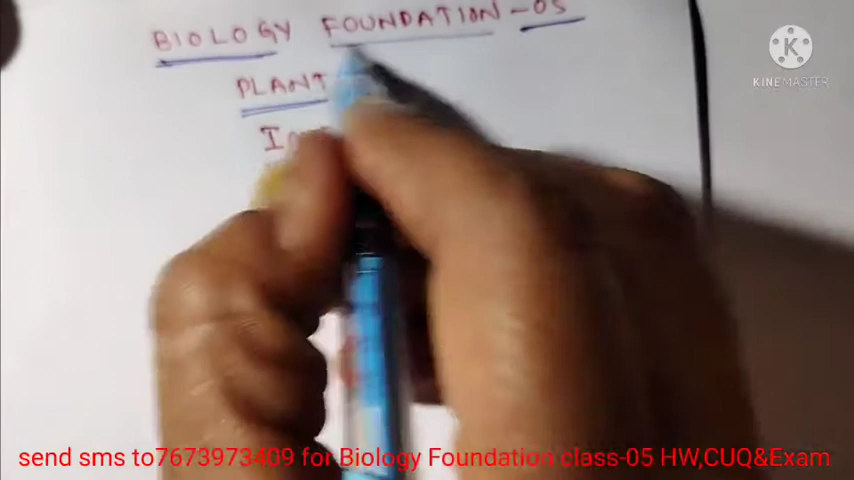 BIOLOGY FOUNDATION - 05
PLANT
KINEMASTER
send sms to7673973409 for Biology Foundation class-05 HW,CUQ&Exam